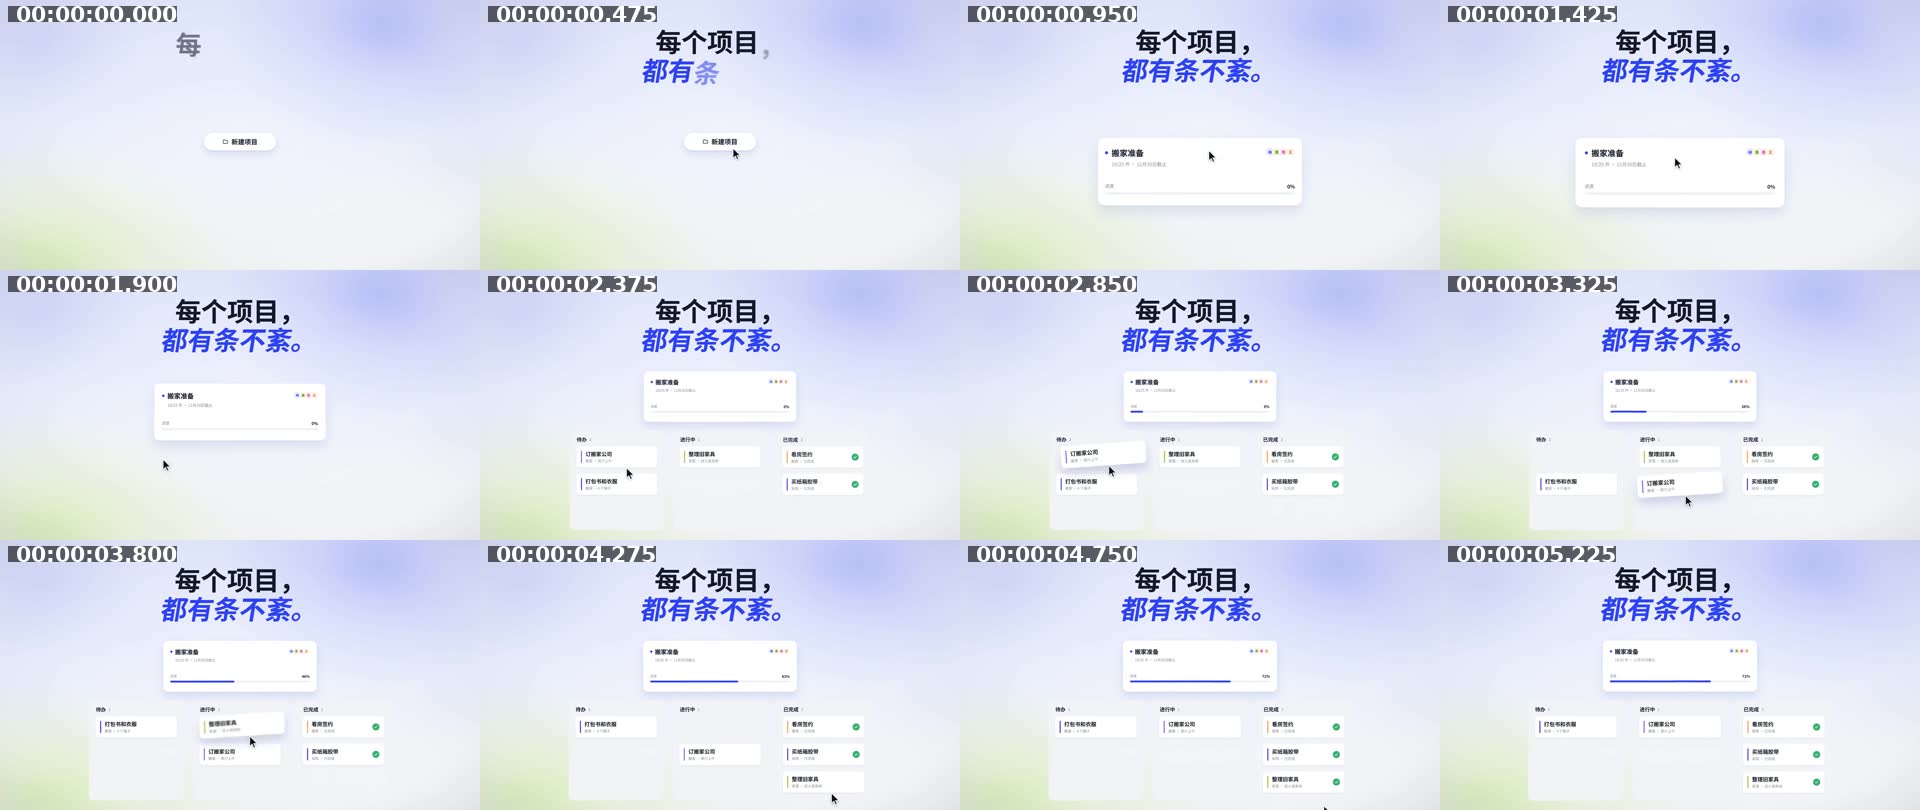 00:00:00.000
每
新建项目
00:00:00.475
每个项目，
都有条
新建项目
00:00:00.950
每个项目，
都有条不紊。
搬家准备
进度 0%
00:00:01.425
每个项目，
都有条不紊。
搬家准备
进度 0%
00:00:01.900
每个项目，
都有条不紊。
搬家准备
进度 0%
00:00:02.375
每个项目，
都有条不紊。
搬家准备
0%
待办 进行中 已完成
订搬家公司 整理旧家具 看房签约
打包书和衣服 买纸箱胶带
00:00:02.850
每个项目，
都有条不紊。
搬家准备
待办 进行中 已完成
订搬家公司 整理旧家具 看房签约
打包书和衣服 买纸箱胶带
00:00:03.325
每个项目，
都有条不紊。
搬家准备
待办 进行中 已完成
整理旧家具 看房签约
打包书和衣服 订搬家公司 买纸箱胶带
00:00:03.800
每个项目，
都有条不紊。
搬家准备
待办 进行中 已完成
打包书和衣服 整理旧家具 看房签约
订搬家公司 买纸箱胶带
00:00:04.275
每个项目，
都有条不紊。
搬家准备
待办 进行中 已完成
打包书和衣服 看房签约
订搬家公司 买纸箱胶带
整理旧家具
00:00:04.750
每个项目，
都有条不紊。
搬家准备
72%
待办 进行中 已完成
打包书和衣服 订搬家公司 看房签约
买纸箱胶带
整理旧家具
00:00:05.225
每个项目，
都有条不紊。
搬家准备
72%
待办 进行中 已完成
打包书和衣服 订搬家公司 看房签约
买纸箱胶带
整理旧家具